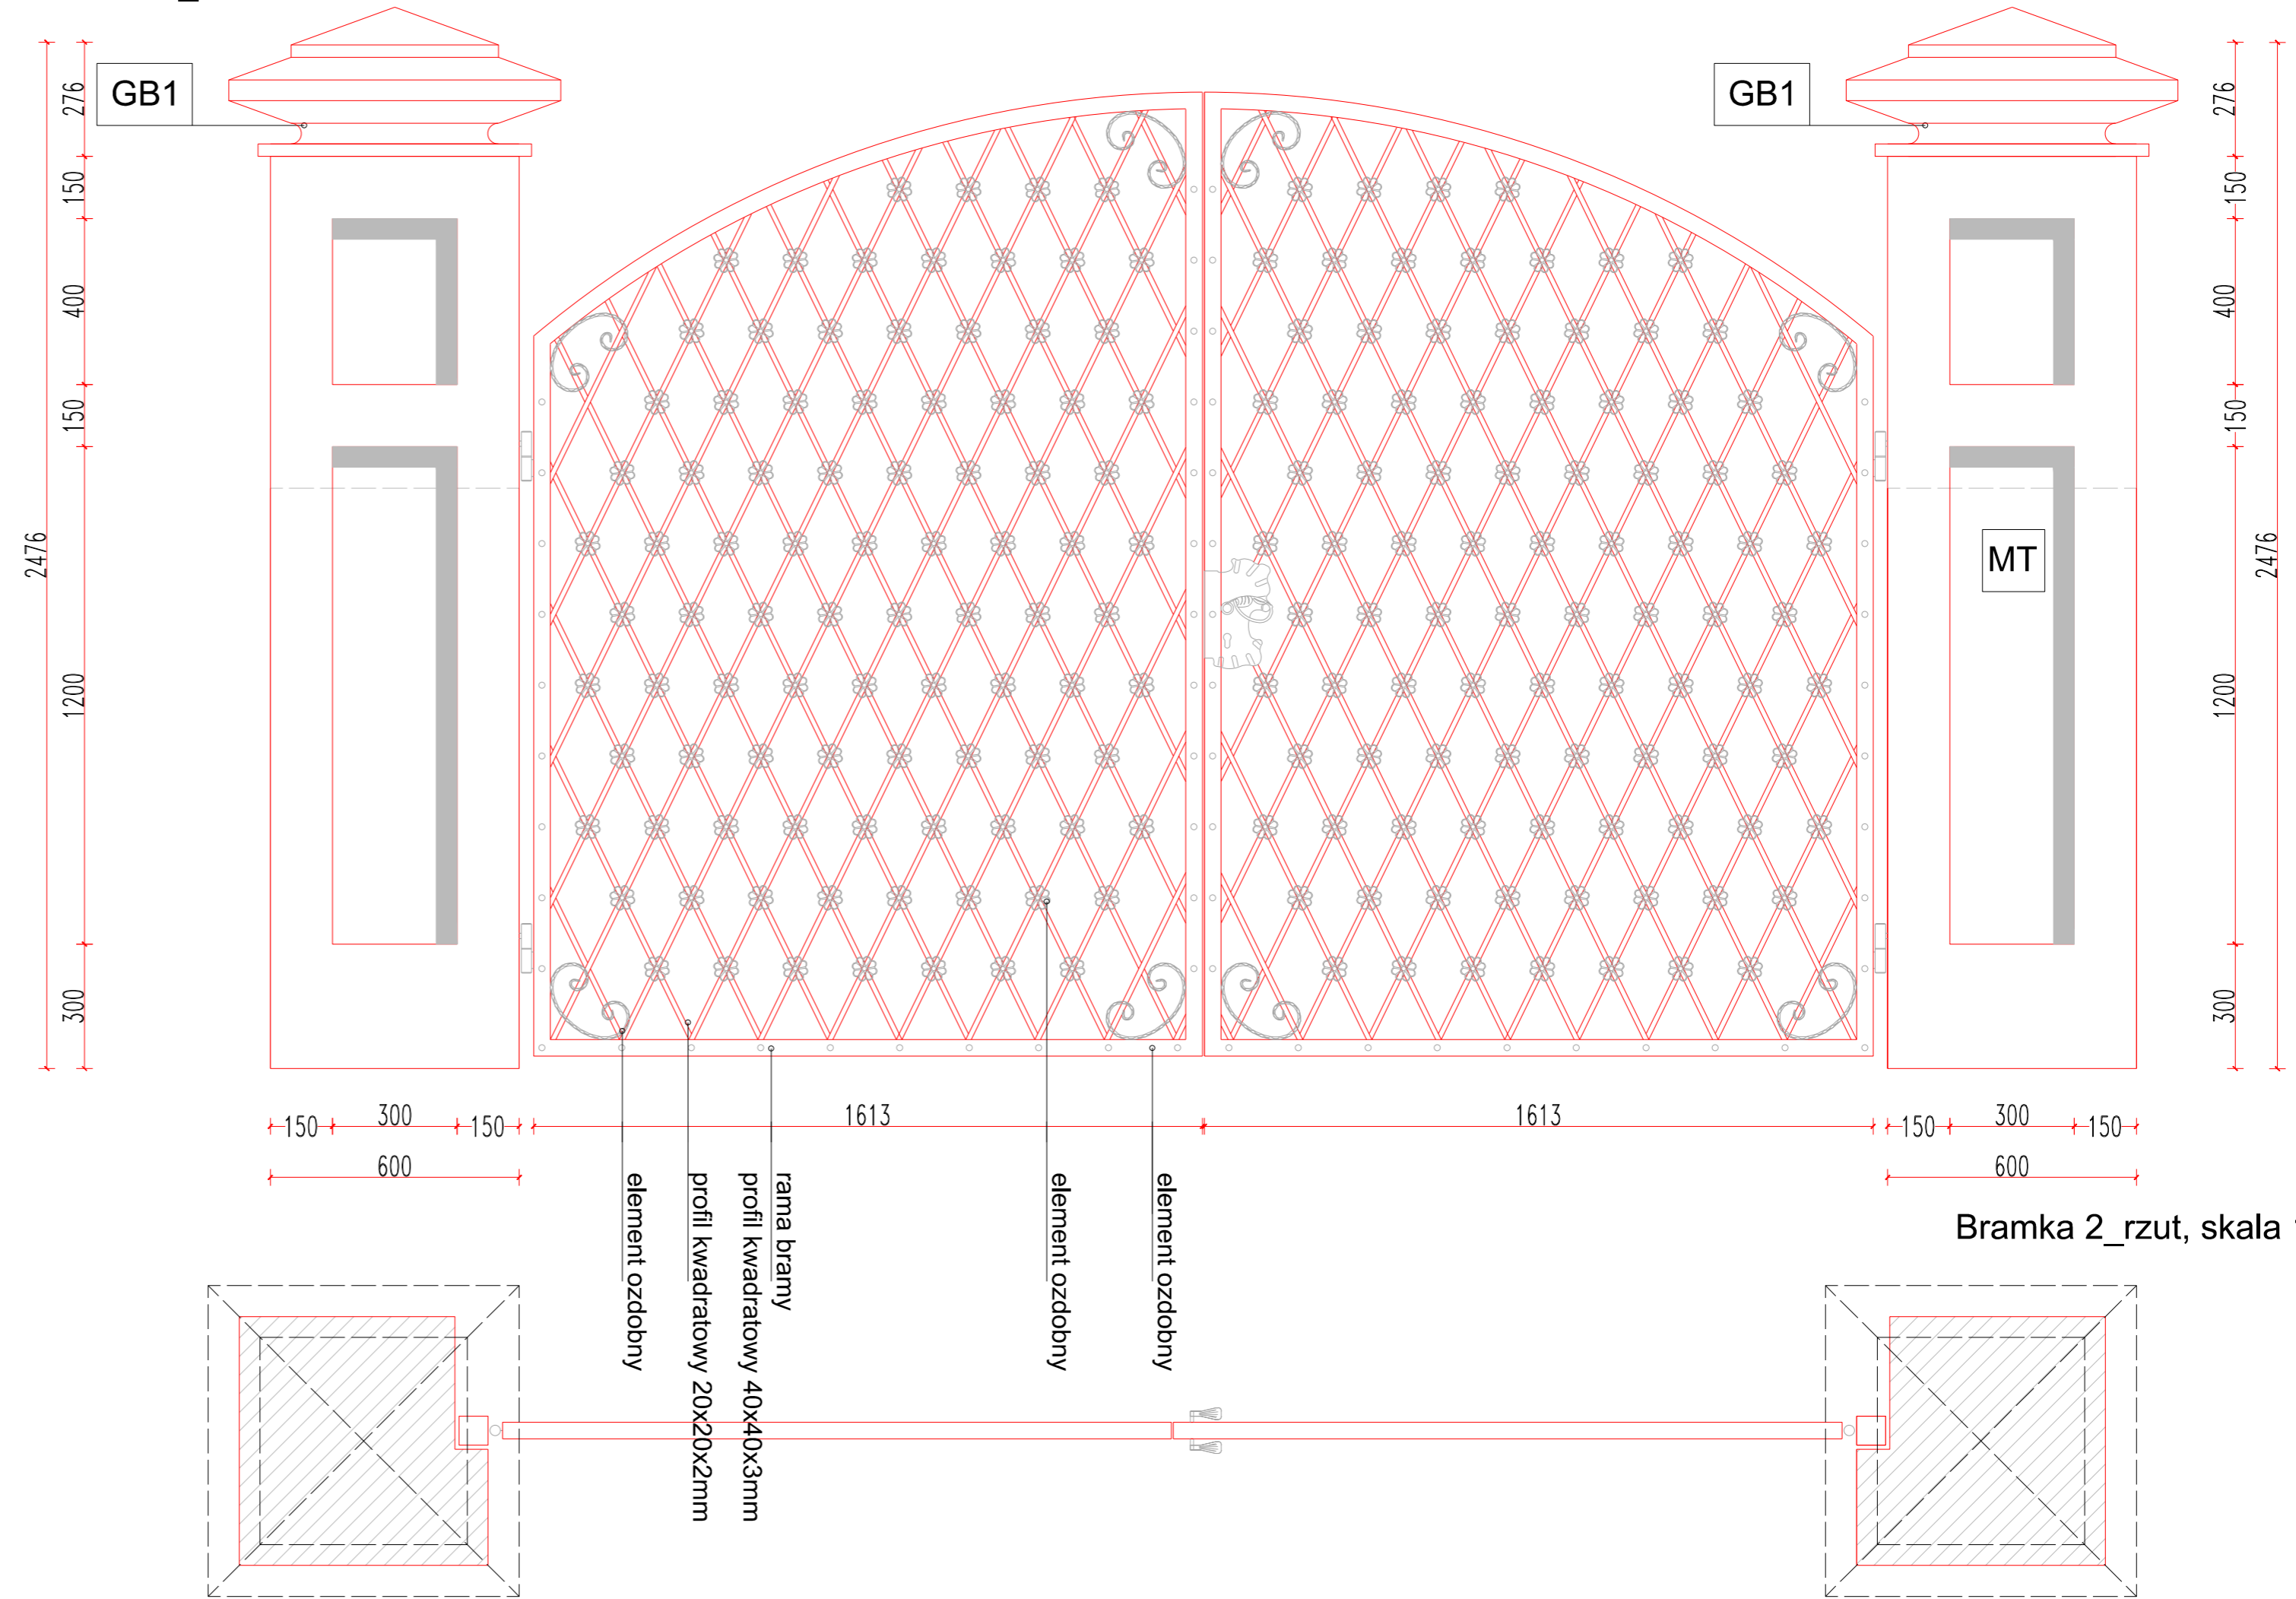 _
GB1
GB1
276
150
400
150
1200
300
2476
276
150
400
150
1200
300
2476
MT
150
300
150
600
1613
1613
150
300
150
600
element ozdobny
profil kwadratowy 20x20x2mm
rama bramy
profil kwadratowy 40x40x3mm
element ozdobny
element ozdobny
Bramka 2_rzut, skala